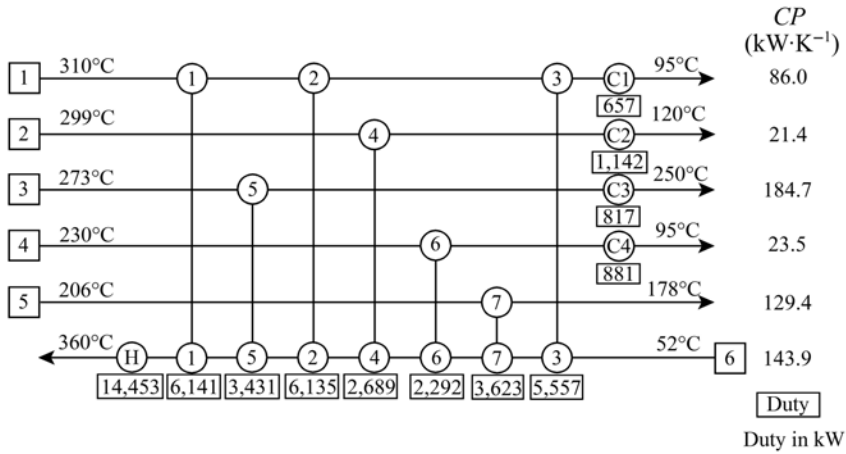 CP
(kW·K⁻¹)
1 310°C 1 2 3 C1 95°C 86.0
657
2 299°C 4 C2 120°C 21.4
1,142
3 273°C 5 C3 250°C 184.7
817
4 230°C 6 C4 95°C 23.5
881
5 206°C 7 178°C 129.4
360°C H 1 5 2 4 6 7 3 52°C 6 143.9
14,453 6,141 3,431 6,135 2,689 2,292 3,623 5,557
Duty
Duty in kW